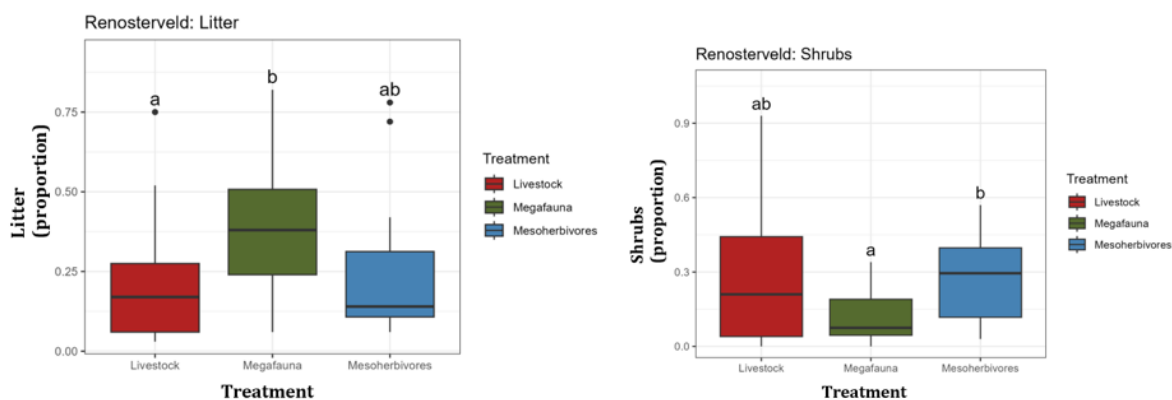 Renosterveld: Litter
a
b
ab
0.75
0.50
0.25
0.00
Litter
(proportion)
Livestock
Megafauna
Mesoherbivores
Treatment
Treatment
Livestock
Megafauna
Mesoherbivores
Renosterveld: Shrubs
ab
a
b
0.9
0.6
0.3
0.0
Shrubs
(proportion)
Livestock
Megafauna
Mesoherbivores
Treatment
Treatment
Livestock
Megafauna
Mesoherbivores